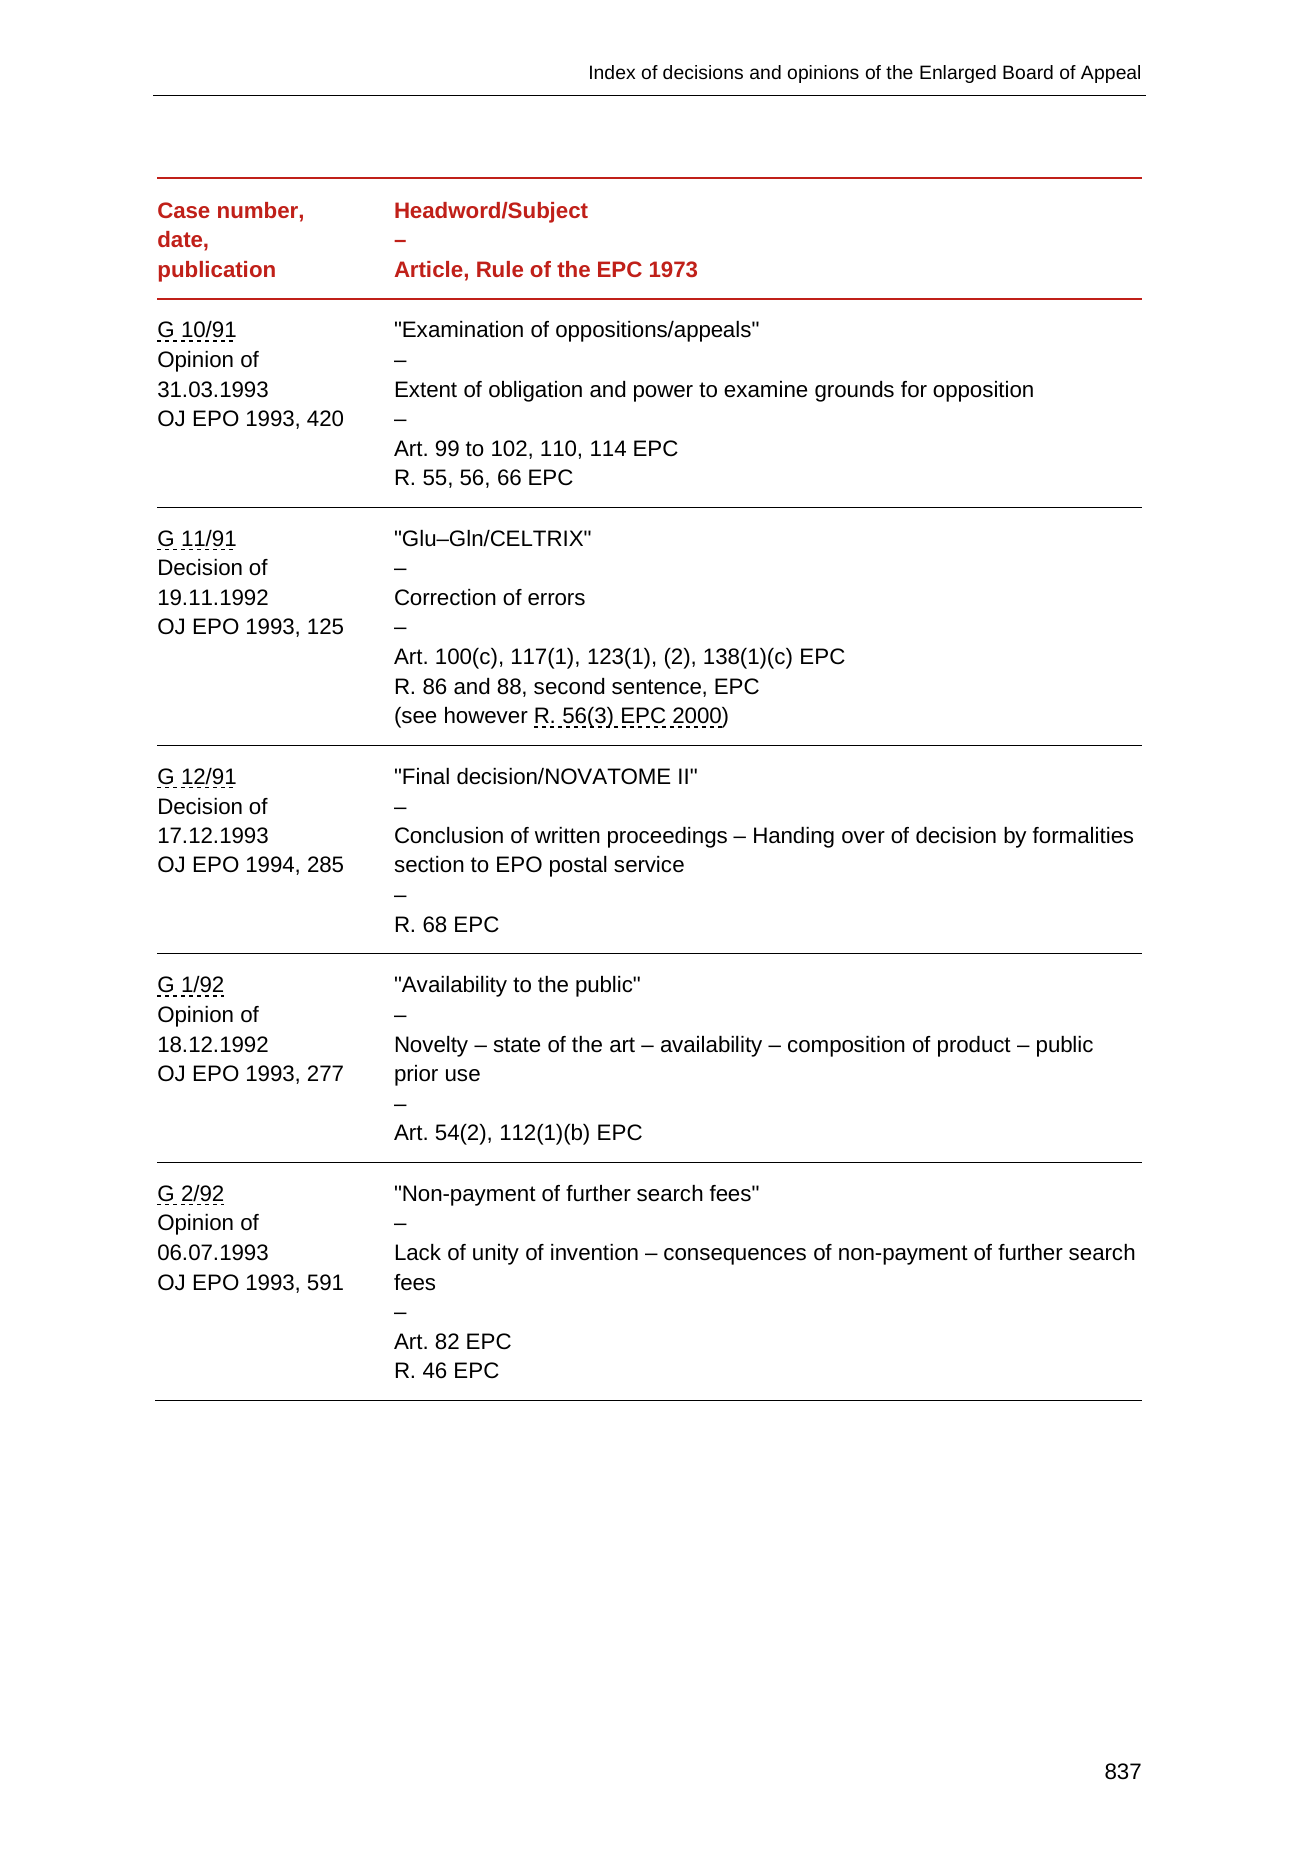 Index of decisions and opinions of the Enlarged Board of Appeal
Case number,
date,
publication
Headword/Subject
–
Article, Rule of the EPC 1973
G 10/91
Opinion of
31.03.1993
OJ EPO 1993, 420
"Examination of oppositions/appeals"
–
Extent of obligation and power to examine grounds for opposition
–
Art. 99 to 102, 110, 114 EPC
R. 55, 56, 66 EPC
G 11/91
Decision of
19.11.1992
OJ EPO 1993, 125
"Glu–Gln/CELTRIX"
–
Correction of errors
–
Art. 100(c), 117(1), 123(1), (2), 138(1)(c) EPC
R. 86 and 88, second sentence, EPC
(see however R. 56(3) EPC 2000)
G 12/91
Decision of
17.12.1993
OJ EPO 1994, 285
"Final decision/NOVATOME II"
–
Conclusion of written proceedings – Handing over of decision by formalities
section to EPO postal service
–
R. 68 EPC
G 1/92
Opinion of
18.12.1992
OJ EPO 1993, 277
"Availability to the public"
–
Novelty – state of the art – availability – composition of product – public
prior use
–
Art. 54(2), 112(1)(b) EPC
G 2/92
Opinion of
06.07.1993
OJ EPO 1993, 591
"Non-payment of further search fees"
–
Lack of unity of invention – consequences of non-payment of further search
fees
–
Art. 82 EPC
R. 46 EPC
837